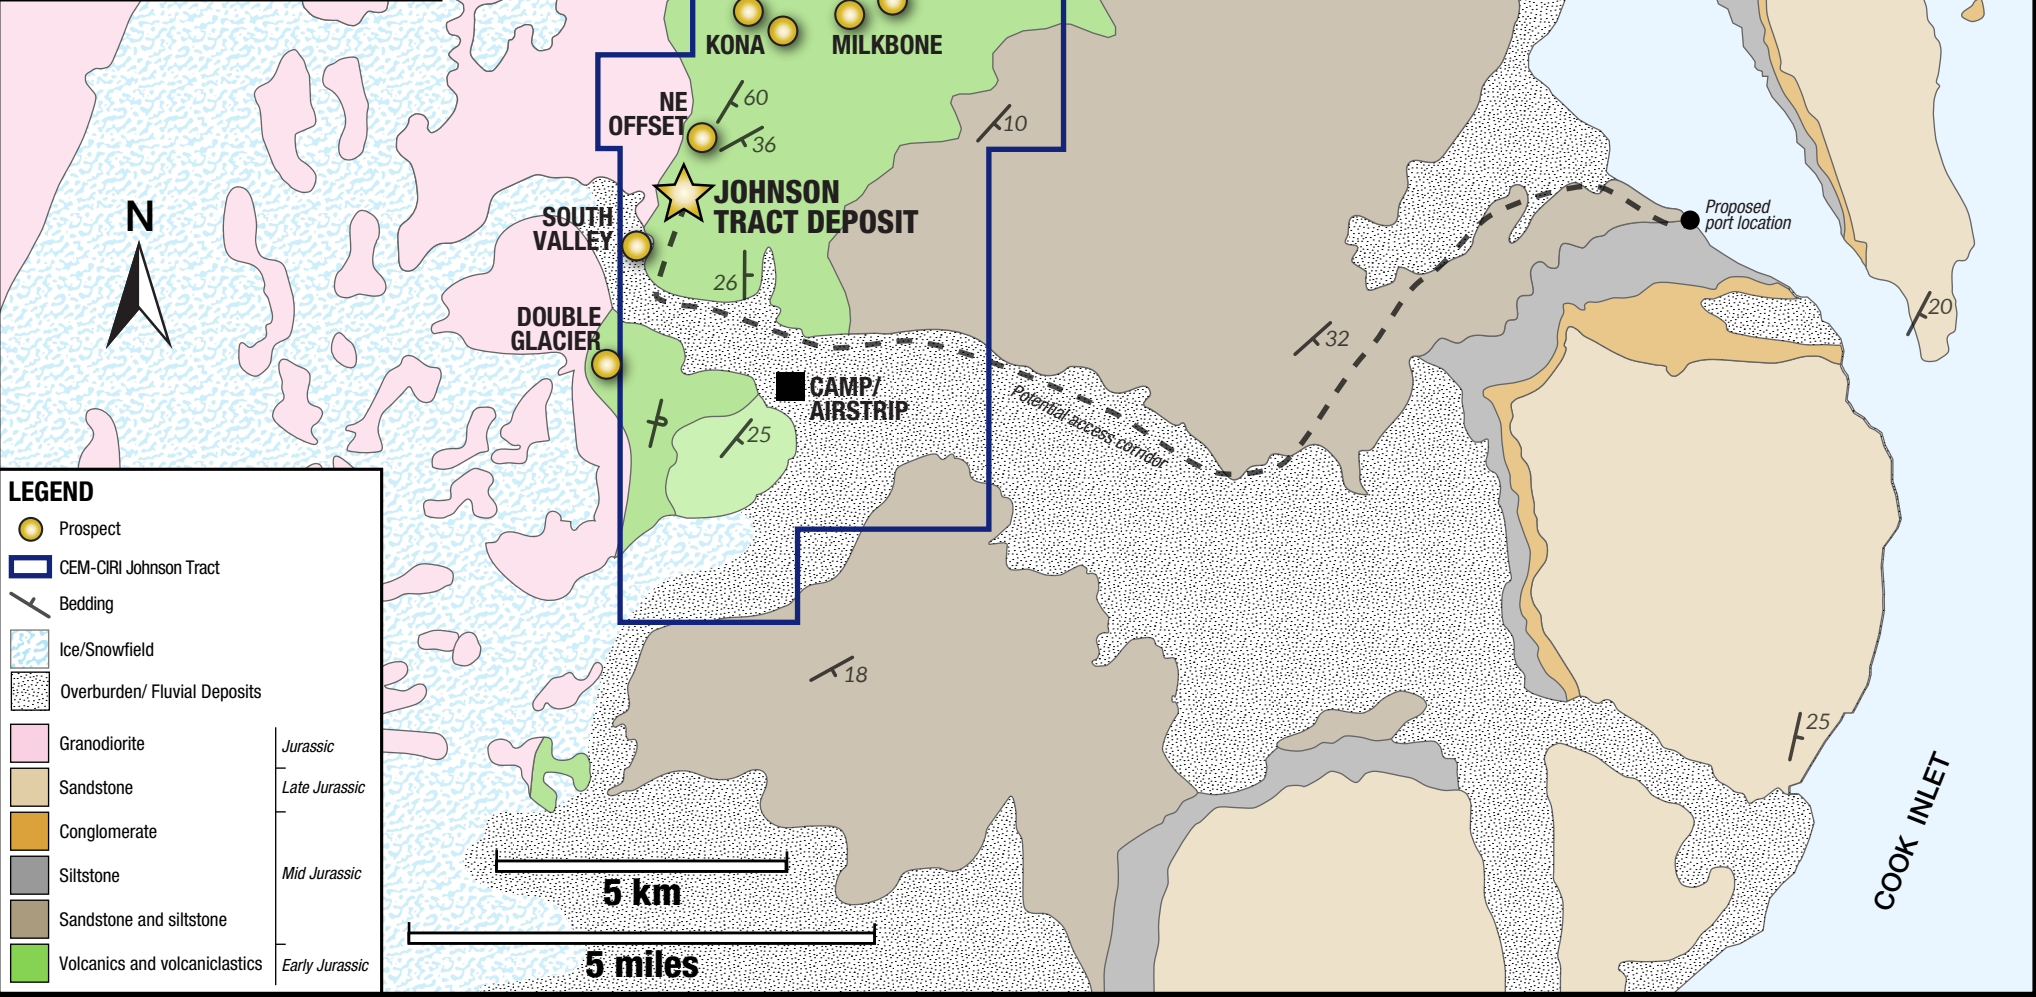 KONA
MILKBONE
60
NE
OFFSET
36
10
N
JOHNSON
TRACT DEPOSIT
SOUTH
VALLEY
Proposed
port location
26
20
DOUBLE
GLACIER
32
CAMP/
AIRSTRIP
Potential access corridor
25
18
25
COOK INLET
LEGEND
Prospect
CEM-CIRI Johnson Tract
Bedding
Ice/Snowfield
Overburden/ Fluvial Deposits
Granodiorite
Jurassic
Sandstone
Late Jurassic
Conglomerate
Siltstone
Mid Jurassic
Sandstone and siltstone
Volcanics and volcaniclastics
Early Jurassic
5 km
5 miles